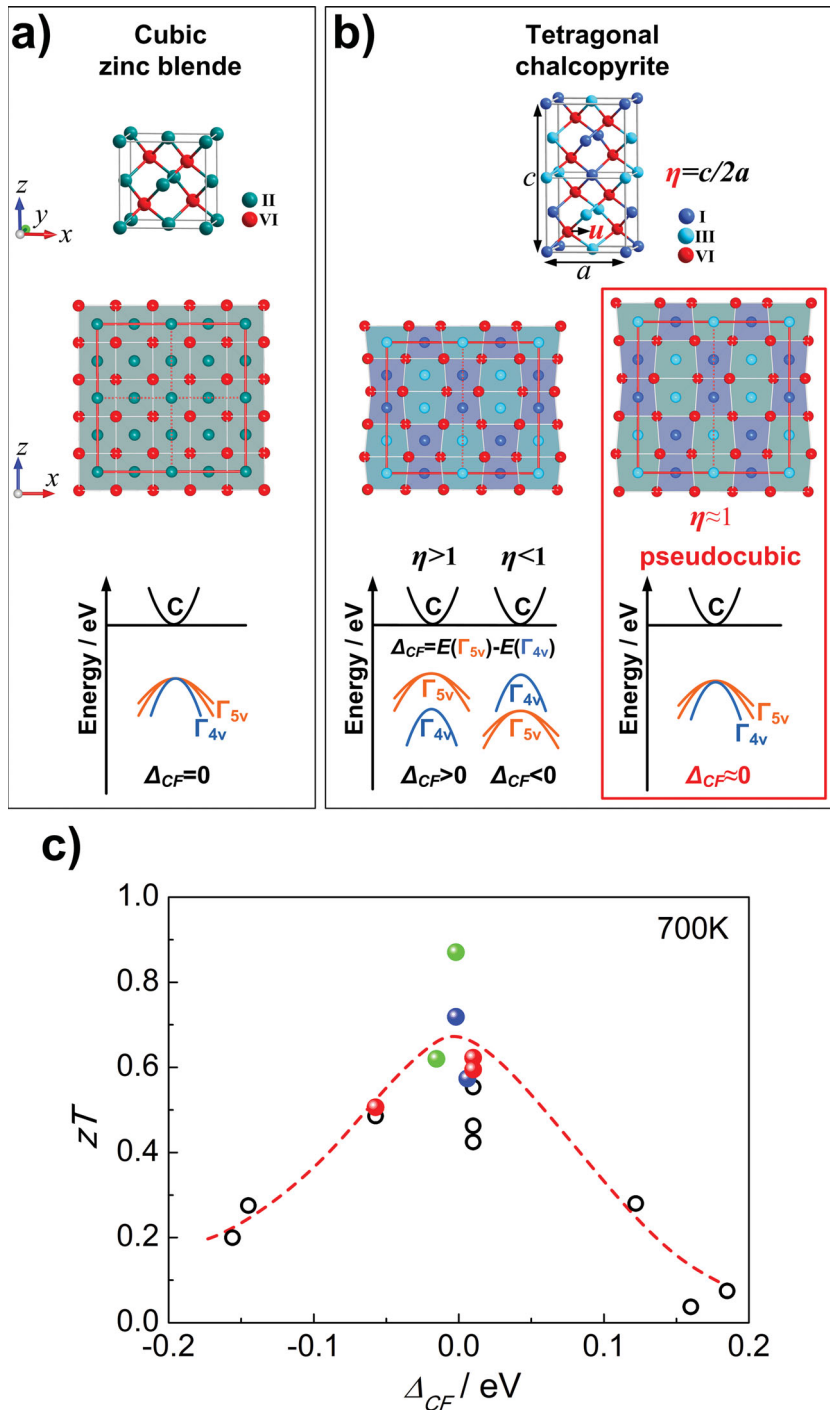 a)
Cubic
zinc blende
z
y
x
II
VI
z
x
Energy / eV
C
Γ5v
Γ4v
ΔCF=0
b)
Tetragonal
chalcopyrite
c
a
u
η=c/2a
I
III
VI
η≈1
pseudocubic
η>1
η<1
Energy / eV
C
C
ΔCF=E(Γ5v)-E(Γ4v)
Γ5v
Γ4v
Γ4v
Γ5v
ΔCF>0
ΔCF<0
Energy / eV
C
Γ5v
Γ4v
ΔCF≈0
c)
700K
1.0
0.8
0.6
0.4
0.2
0.0
zT
-0.2
-0.1
0.0
0.1
0.2
ΔCF / eV